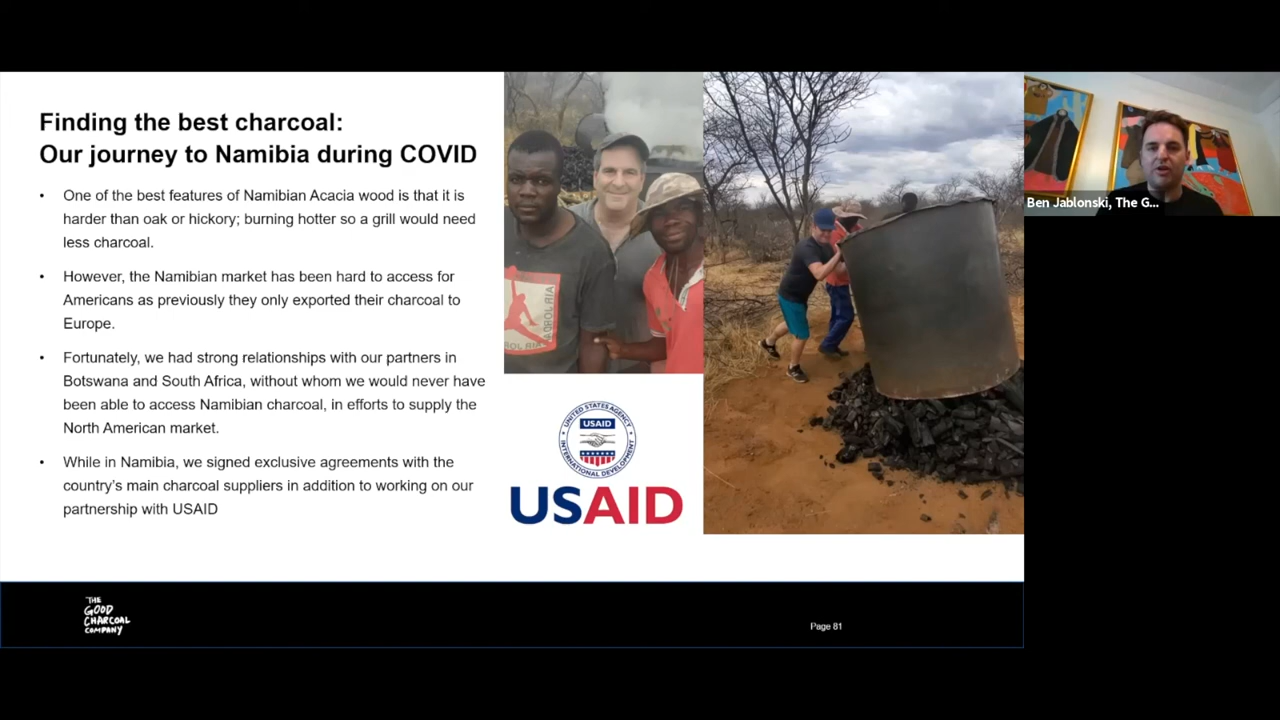 Finding the best charcoal:
Our journey to Namibia during COVID
• One of the best features of Namibian Acacia wood is that it is
harder than oak or hickory; burning hotter so a grill would need
less charcoal.
• However, the Namibian market has been hard to access for
Americans as previously they only exported their charcoal to
Europe.
• Fortunately, we had strong relationships with our partners in
Botswana and South Africa, without whom we would never have
been able to access Namibian charcoal, in efforts to supply the
North American market.
• While in Namibia, we signed exclusive agreements with the
country's main charcoal suppliers in addition to working on our
partnership with USAID
UNITED STATES AGENCY
USAID
INTERNATIONAL DEVELOPMENT
USAID
Ben Jablonski, The G...
THE
GOOD
CHARCOAL
COMPANY
Page 81